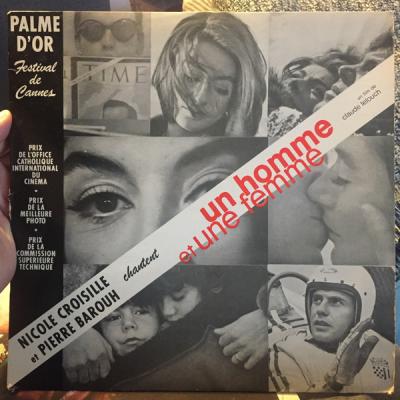 PALME
D'OR
Festival
de
Cannes
PRIX
DE L'OFFICE
CATHOLIQUE
INTERNATIONAL
DU
CINEMA
PRIX
DE LA
MEILLEURE
PHOTO
PRIX
DE LA
COMMISSION
SUPERIEURE
TECHNIQUE
TIME
un film de
claude lelouch
un homme
et une femme
chantent
NICOLE CROISILLE
et PIERRE BAROUH